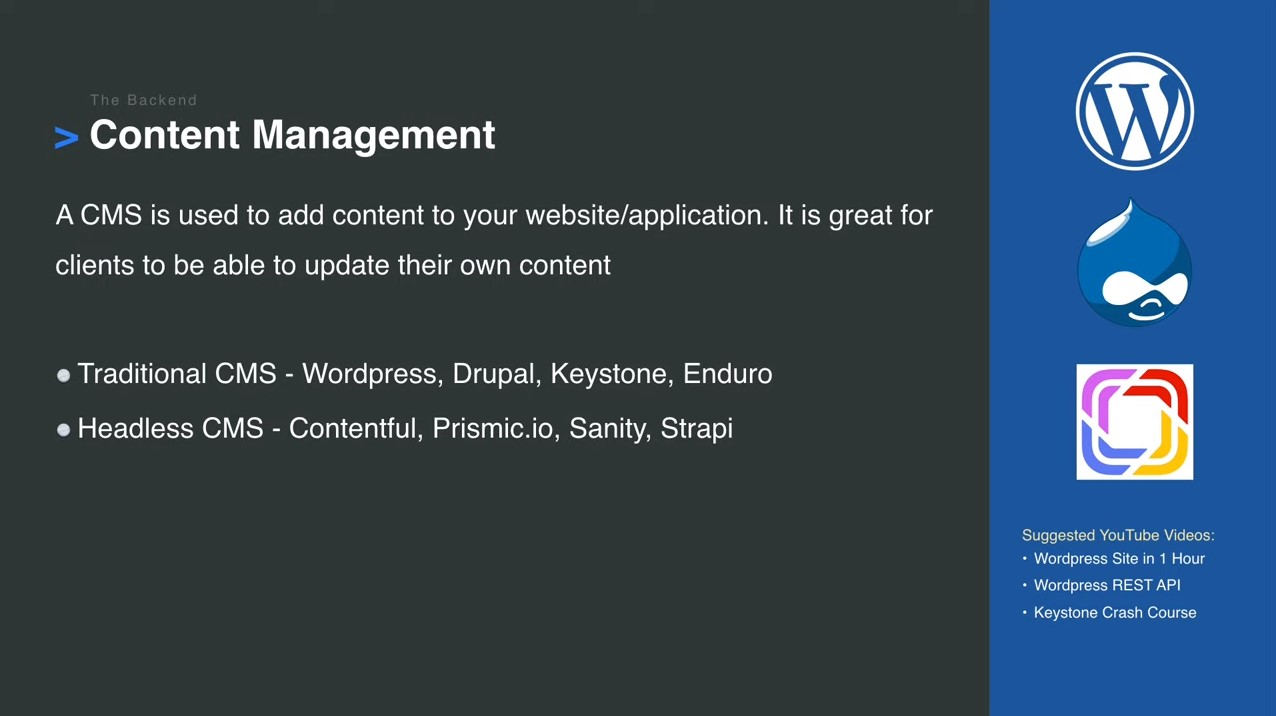 The Backend
> Content Management
A CMS is used to add content to your website/application. It is great for
clients to be able to update their own content
Traditional CMS - Wordpress, Drupal, Keystone, Enduro
Headless CMS - Contentful, Prismic.io, Sanity, Strapi
W
Suggested YouTube Videos:
• Wordpress Site in 1 Hour
• Wordpress REST API
• Keystone Crash Course